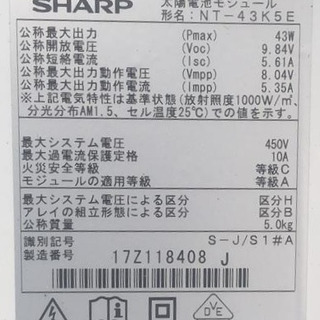 SHARP 太陽電池モジュール
形名：NT-43K5E
公称最大出力 (Pmax) 43W
公称開放電圧 (Voc) 9.84V
公称短絡電流 (Isc) 5.61A
公称最大出力動作電圧 (Vmpp) 8.04V
公称最大出力動作電流 (Impp) 5.35A
※上記電気特性は基準状態(放射照度1000W/㎡、
分光分布AM1.5、セル温度25℃)での値を示す。
最大システム電圧 450V
最大過電流保護定格 10A
火災安全等級 等級C
モジュールの適用等級 等級A
最大システム電圧による区分 区分H
アレイの組立形態による区分 区分B
公称質量 5.0kg
識別記号 S-J/S1#A
製造番号 17Z118408 J
DVE